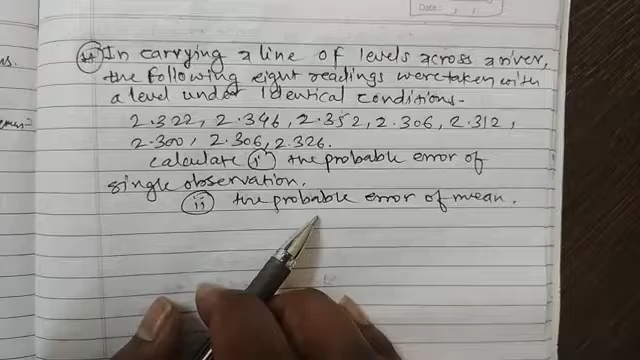 Date:
ns.
# In carrying a line of levels across a river,
the following eight readings were taken with
a level under identical conditions-
2.322, 2.346, 2.352, 2.306, 2.312,
2.300, 2.306, 2.326.
calculate (i) the probable error of
single observation.
(ii) the probable error of mean.